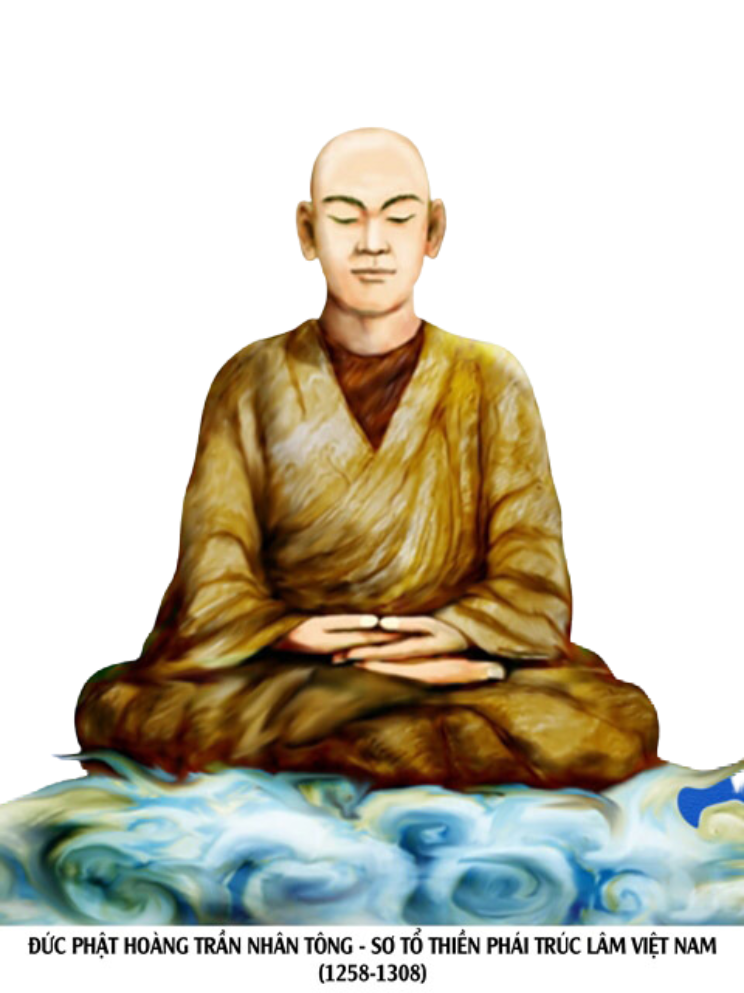 ĐỨC PHẬT HOÀNG TRẦN NHÂN TÔNG - SƠ TỔ THIỀN PHÁI TRÚC LÂM VIỆT NAM
(1258-1308)